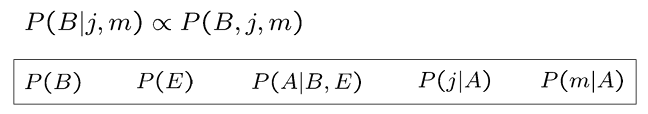 P(B|j, m) ∝ P(B, j, m)
P(B) P(E) P(A|B, E) P(j|A) P(m|A)